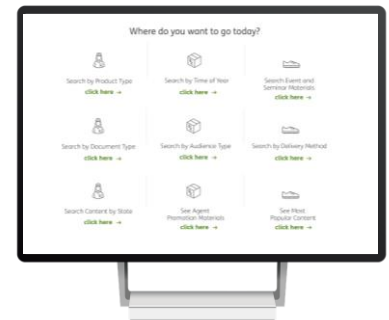 Where do you want to go today?
Search by Product Type
click here →
Search by Time of Year
click here →
Search Event and
Seminar Materials
click here →
Search by Document Type
click here →
Search by Audience Type
click here →
Search by Delivery Method
click here →
Search Content by State
click here →
See Agent
Promotion Materials
click here →
See Most
Popular Content
click here →